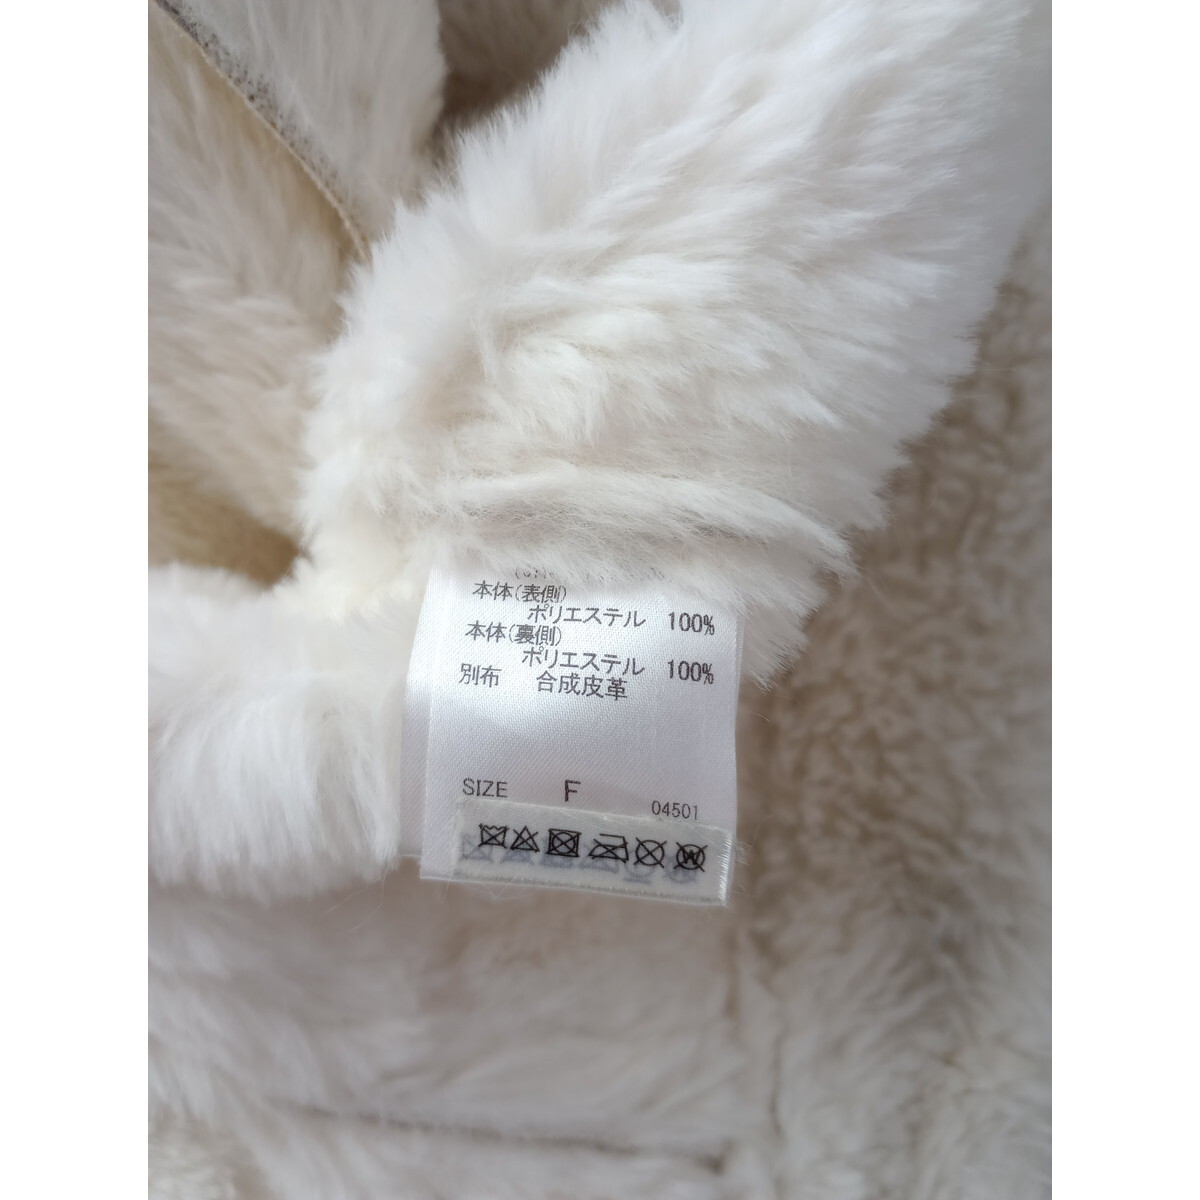 本体(表側)
ポリエステル 100%
本体(裏側)
ポリエステル 100%
別布 合成皮革
SIZE F 04501